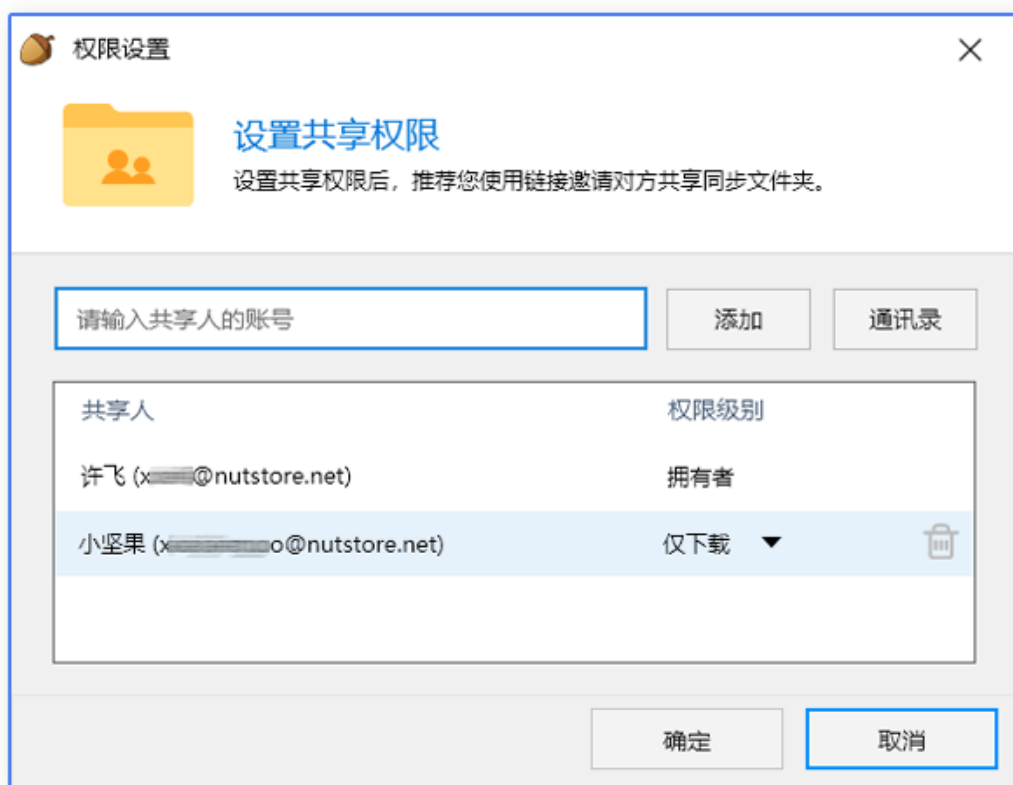 权限设置
设置共享权限
设置共享权限后，推荐您使用链接邀请对方共享同步文件夹。
请输入共享人的账号 添加 通讯录
共享人 权限级别
许飞 (x @nutstore.net) 拥有者
小坚果 (x o@nutstore.net) 仅下载
确定 取消